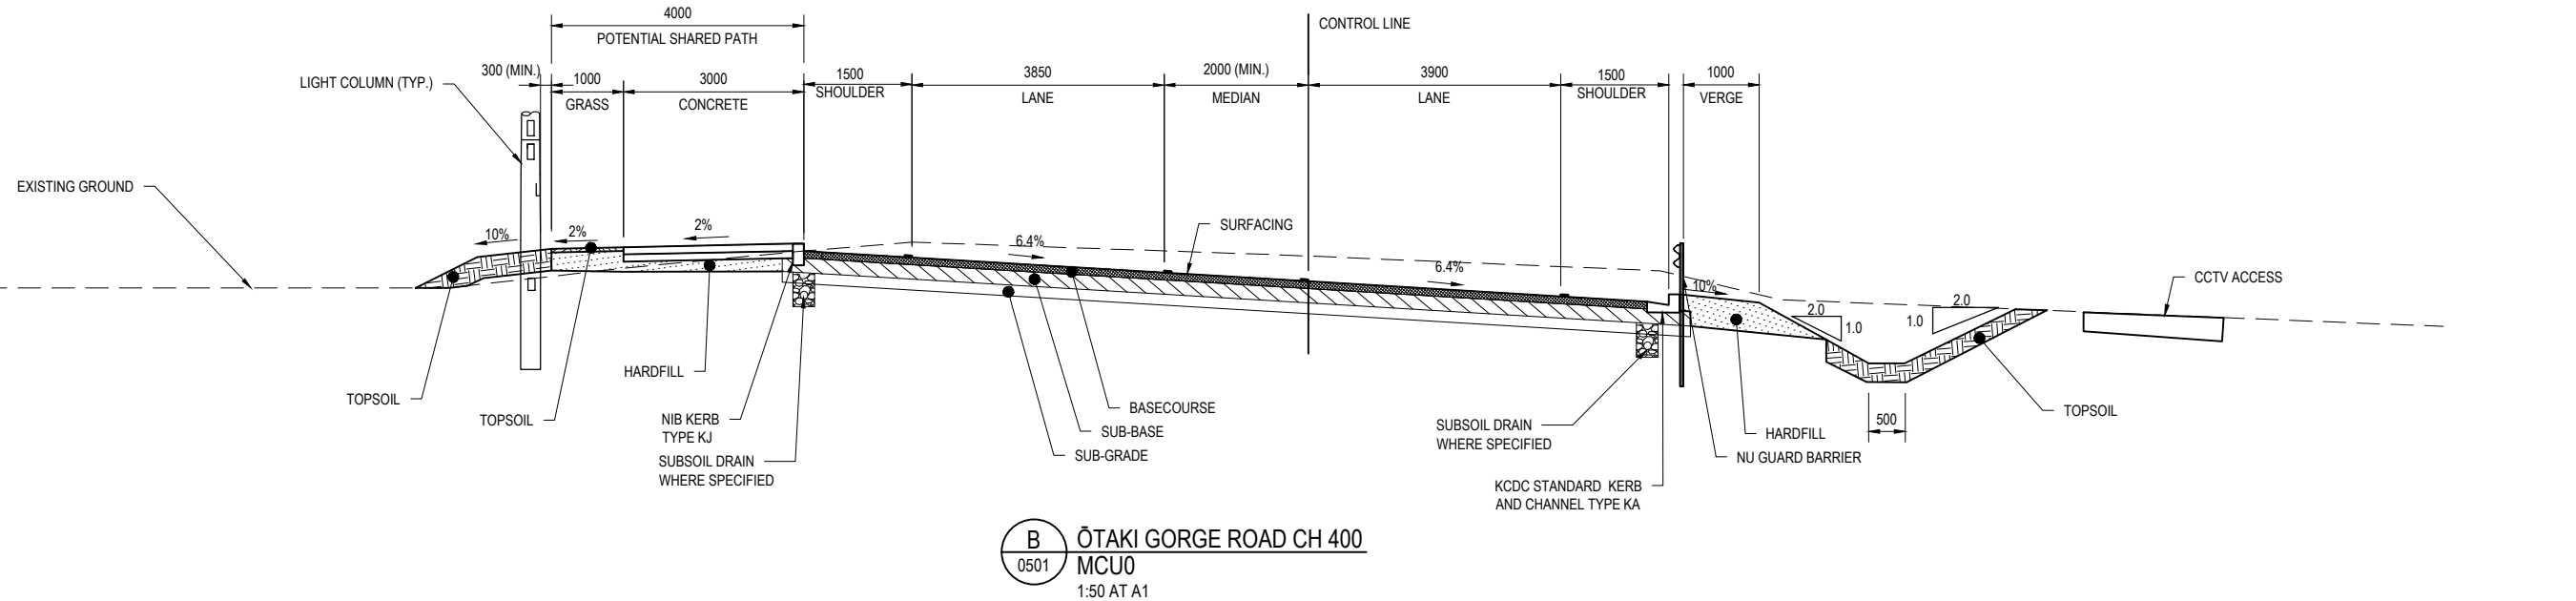 4000
POTENTIAL SHARED PATH
CONTROL LINE
300 (MIN.)
1000
3000
1500
3850
2000 (MIN.)
3900
1500
1000
LIGHT COLUMN (TYP.)
GRASS
CONCRETE
SHOULDER
LANE
MEDIAN
LANE
SHOULDER
VERGE
EXISTING GROUND
10%
2%
2%
6.4%
SURFACING
6.4%
10%
CCTV ACCESS
2.0
1.0
1.0
2.0
HARDFILL
TOPSOIL
TOPSOIL
NIB KERB
TYPE KJ
SUBSOIL DRAIN
WHERE SPECIFIED
BASECOURSE
SUB-BASE
SUB-GRADE
SUBSOIL DRAIN
WHERE SPECIFIED
HARDFILL
NU GUARD BARRIER
500
TOPSOIL
KCDC STANDARD KERB
AND CHANNEL TYPE KA
B
0501
ŌTAKI GORGE ROAD CH 400
MCU0
1:50 AT A1